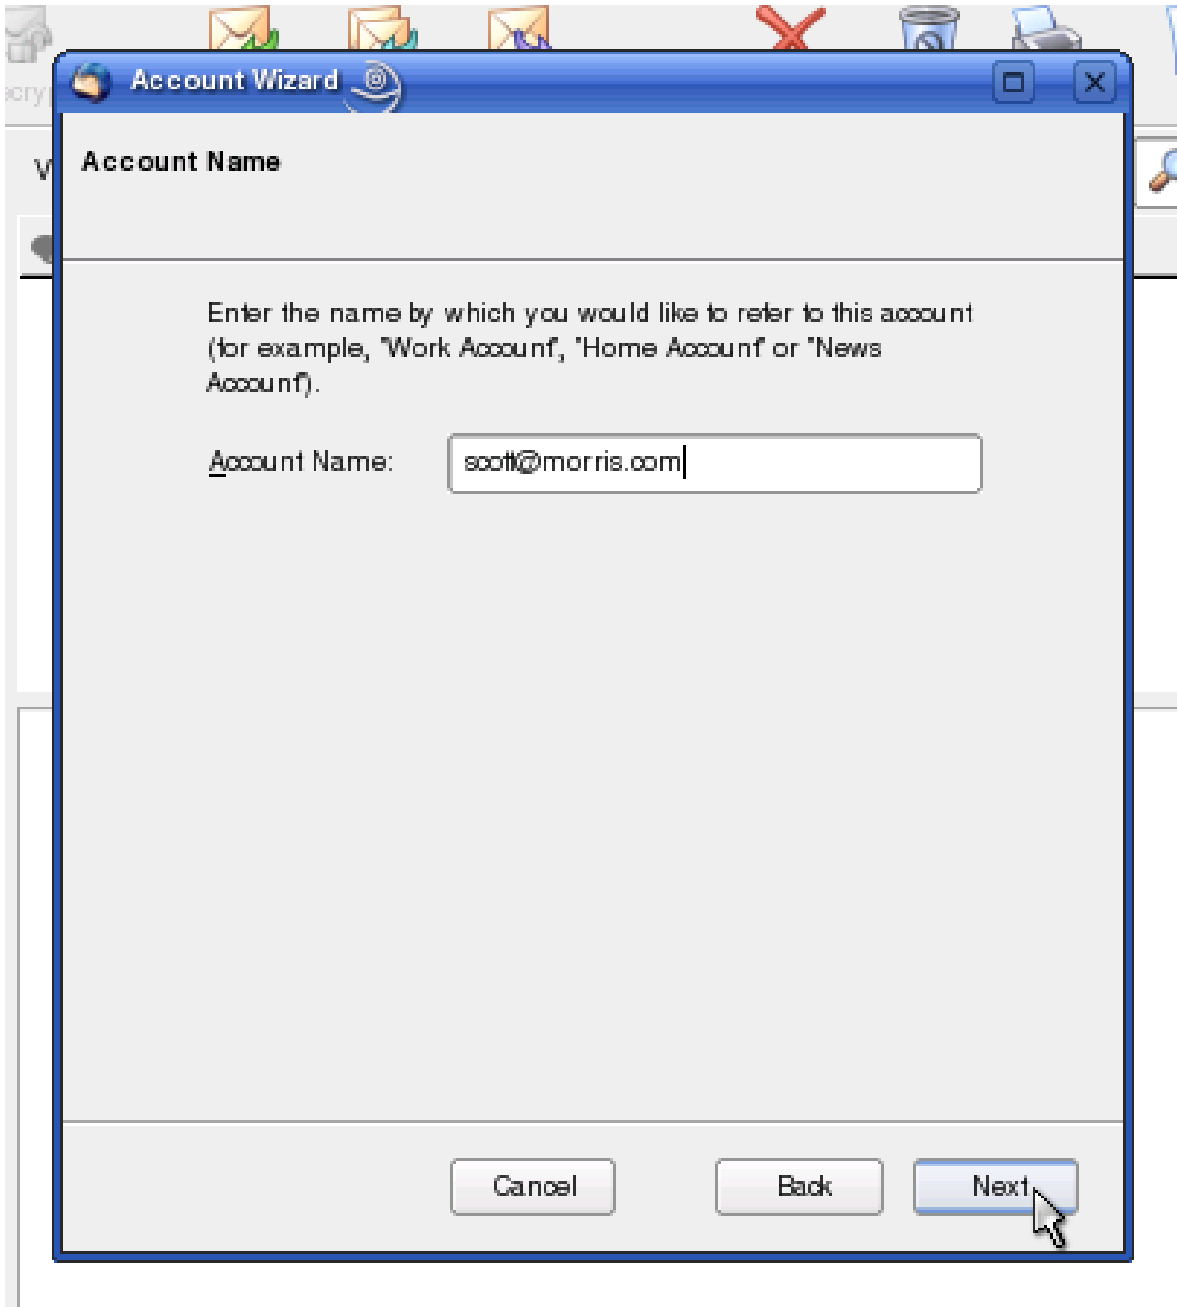 Account Wizard
Account Name
Enter the name by which you would like to refer to this account
(for example, "Work Account", "Home Account" or "News
Account").
Account Name: scott@morris.com
Cancel Back Next